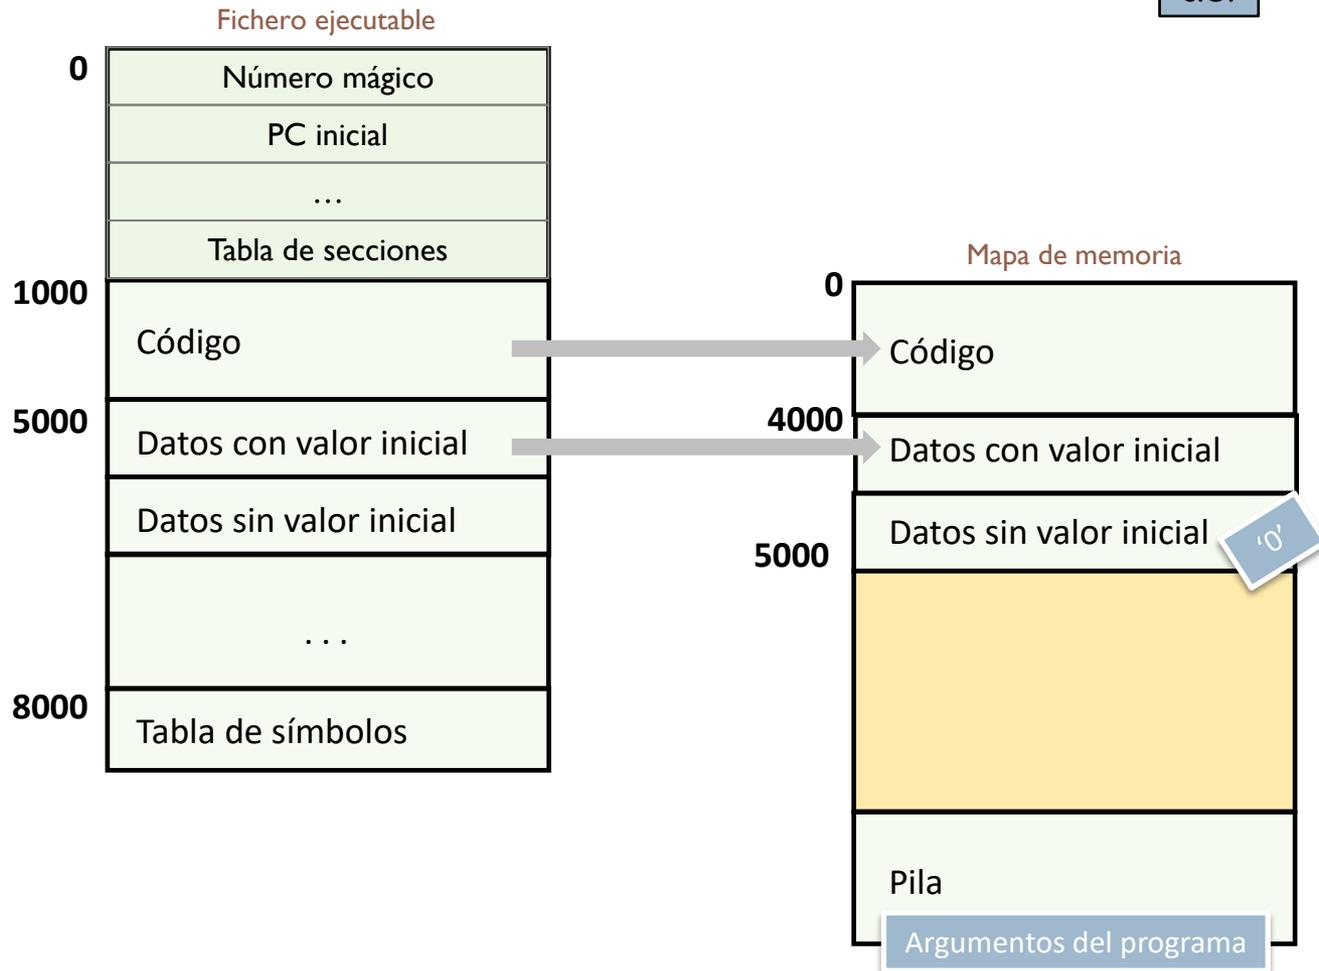 Fichero ejecutable
0
Número mágico
PC inicial
...
Tabla de secciones
1000
Código
5000
Datos con valor inicial
Datos sin valor inicial
. . .
8000
Tabla de símbolos
Mapa de memoria
0
Código
4000
Datos con valor inicial
Datos sin valor inicial
‘0’
5000
Pila
Argumentos del programa